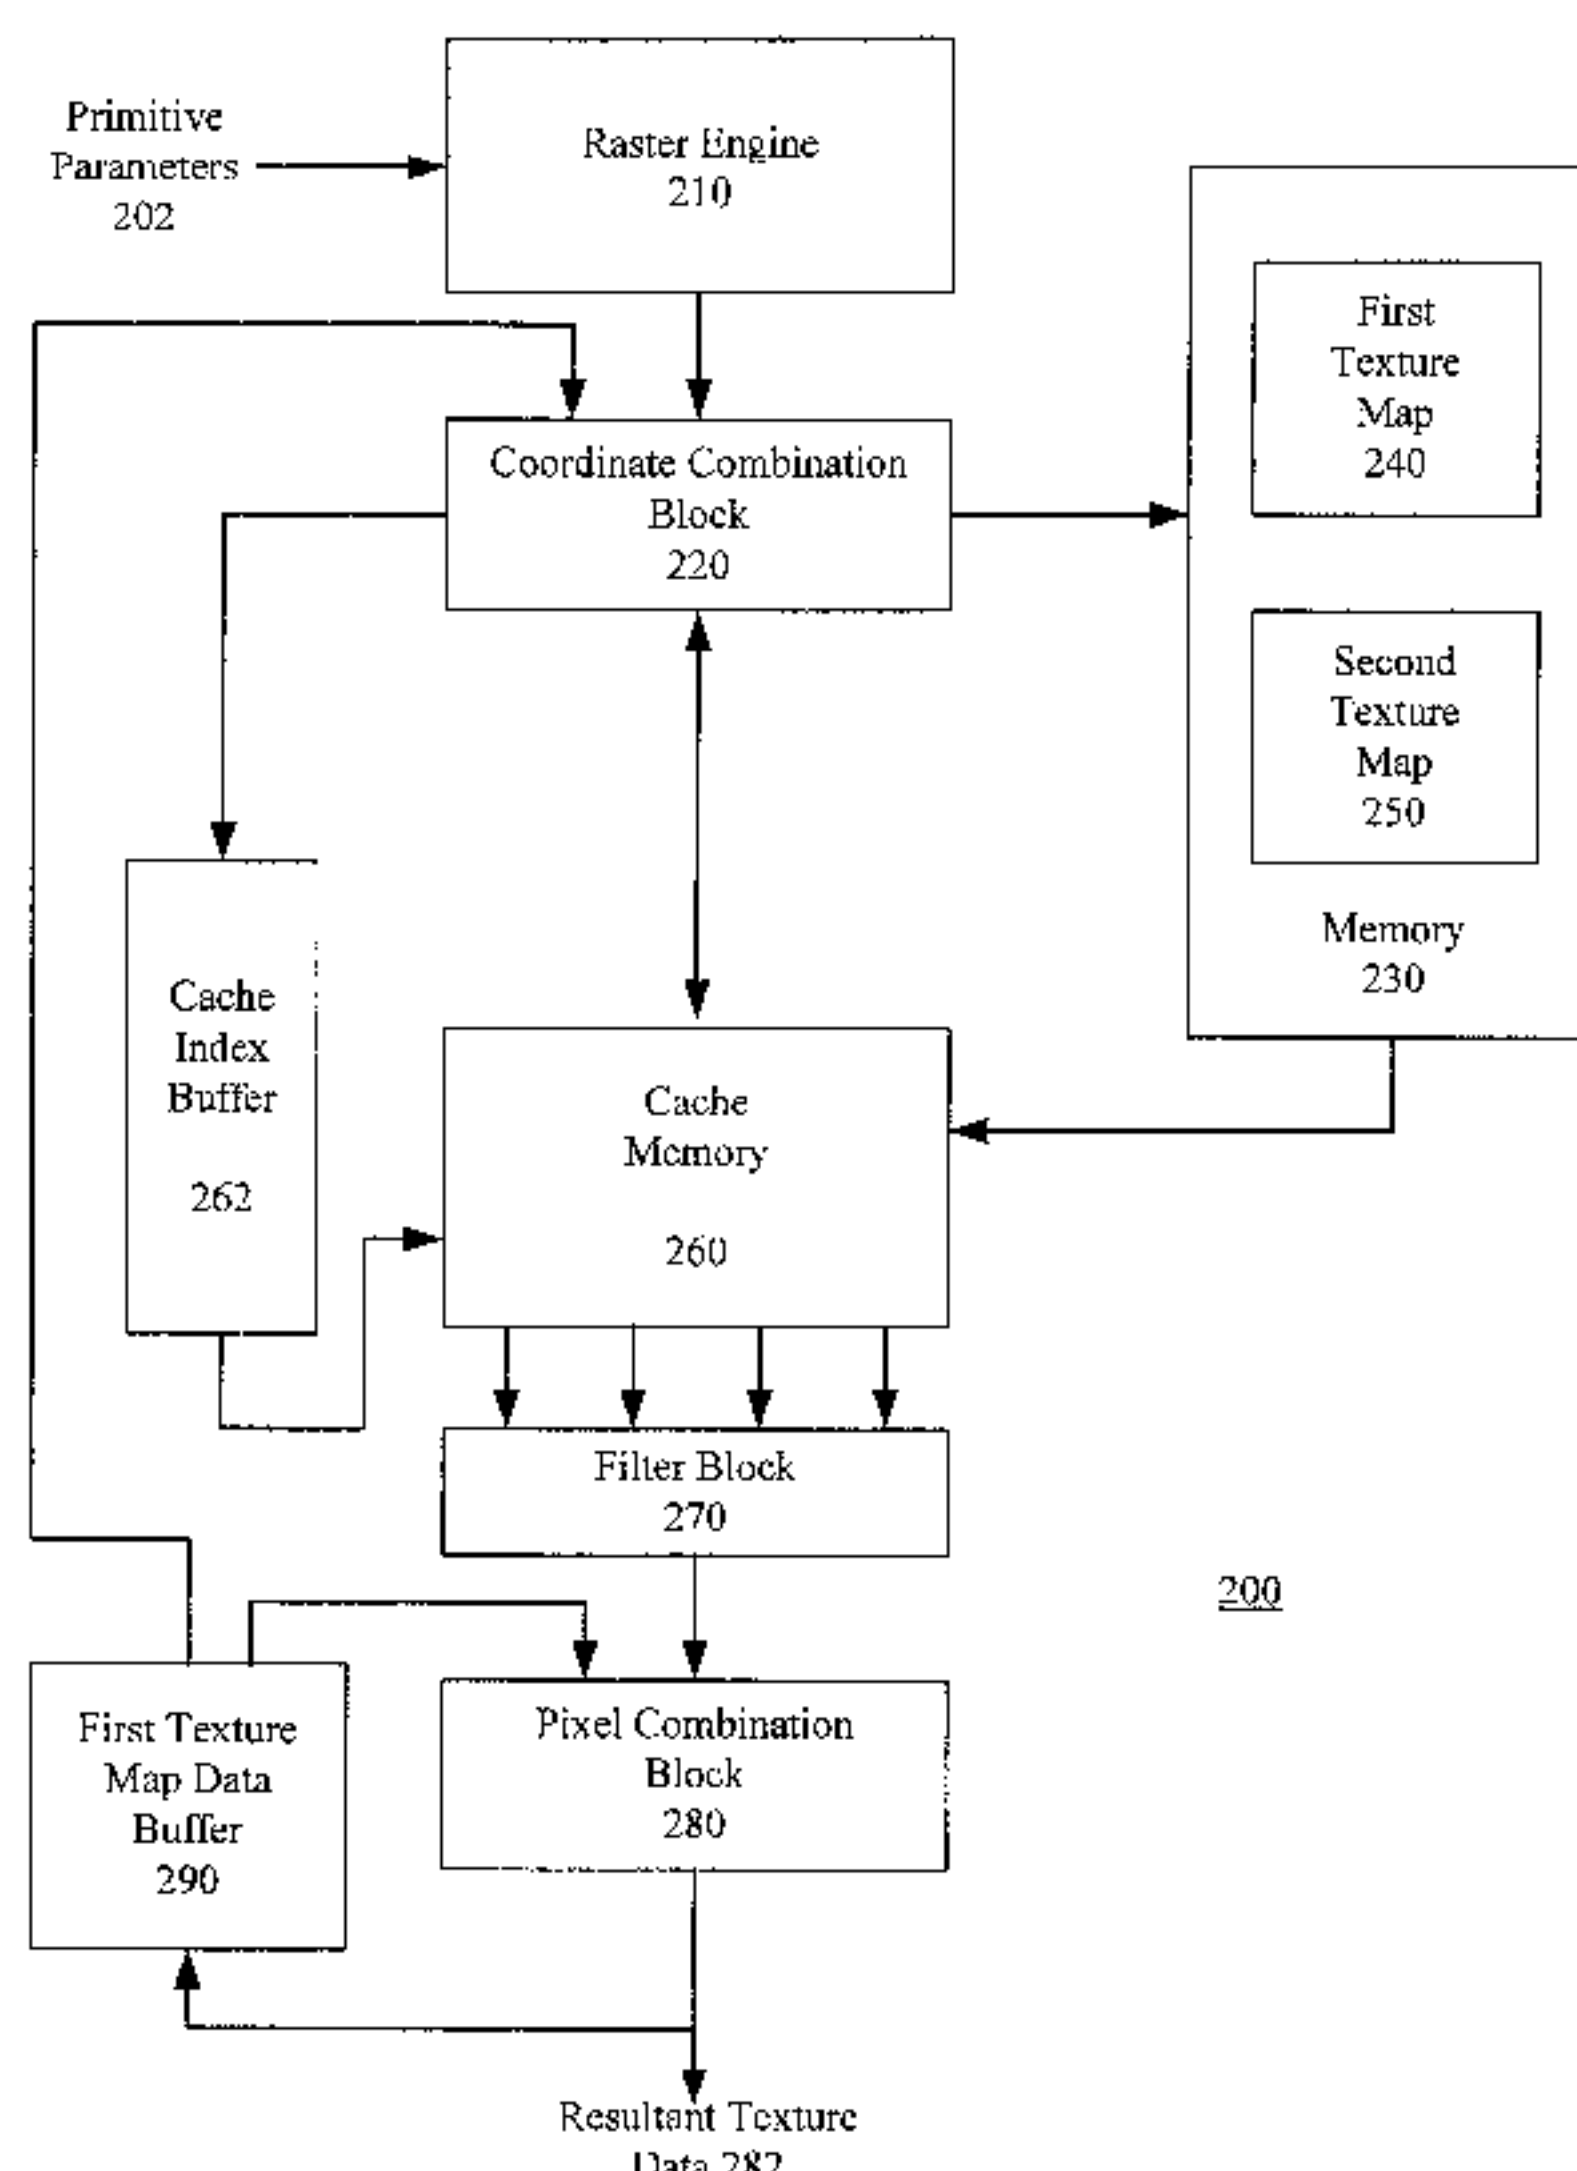 Primitive
Parameters
202
Raster Engine
210
First
Texture
Map
240
Coordinate Combination
Block
220
Second
Texture
Map
250
Memory
230
Cache
Index
Buffer
262
Cache
Memory
260
Filter Block
270
200
First Texture
Map Data
Buffer
290
Pixel Combination
Block
280
Resultant Texture
Data 282